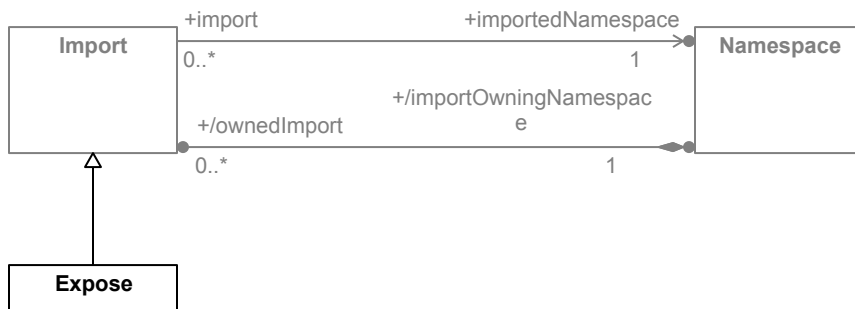 +import +importedNamespace
Import Namespace
0..* 1
+/importOwningNamespac
e
+/ownedImport
0..* 1
Expose